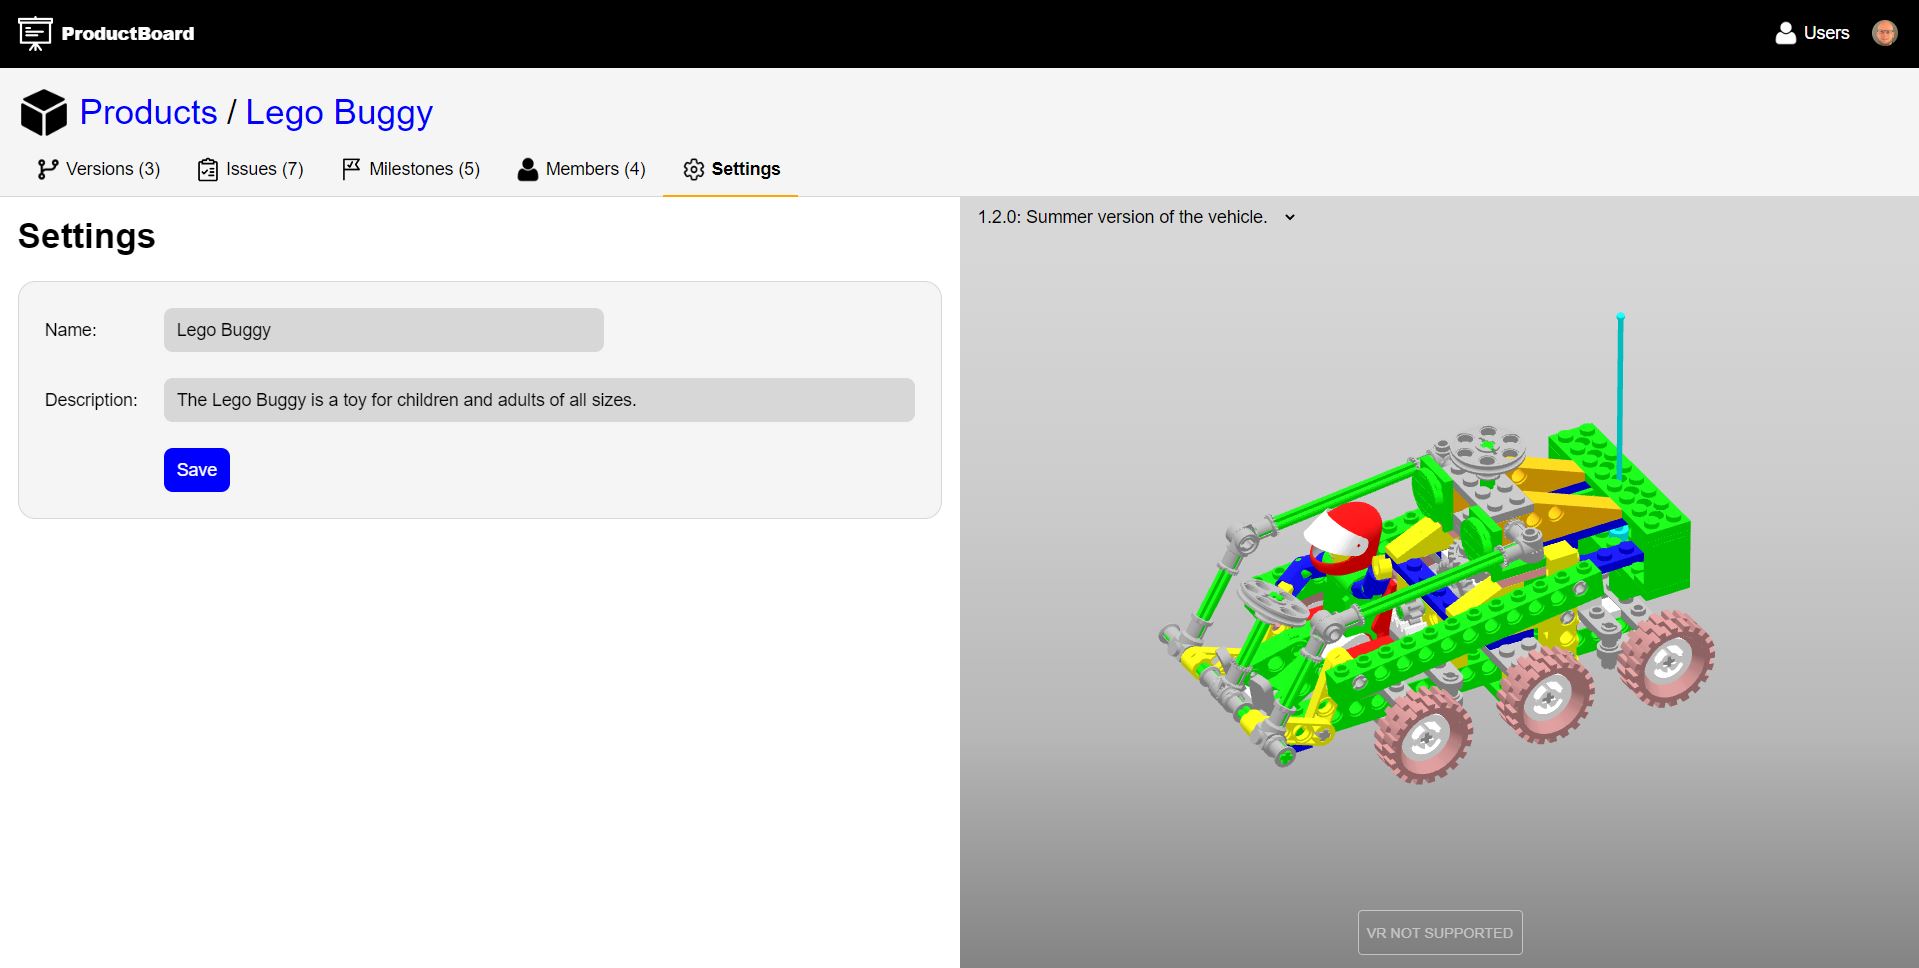 ProductBoard
Users
Products / Lego Buggy
Versions (3)
Issues (7)
Milestones (5)
Members (4)
Settings
Settings
Name:
Lego Buggy
Description:
The Lego Buggy is a toy for children and adults of all sizes.
Save
1.2.0: Summer version of the vehicle.
VR NOT SUPPORTED